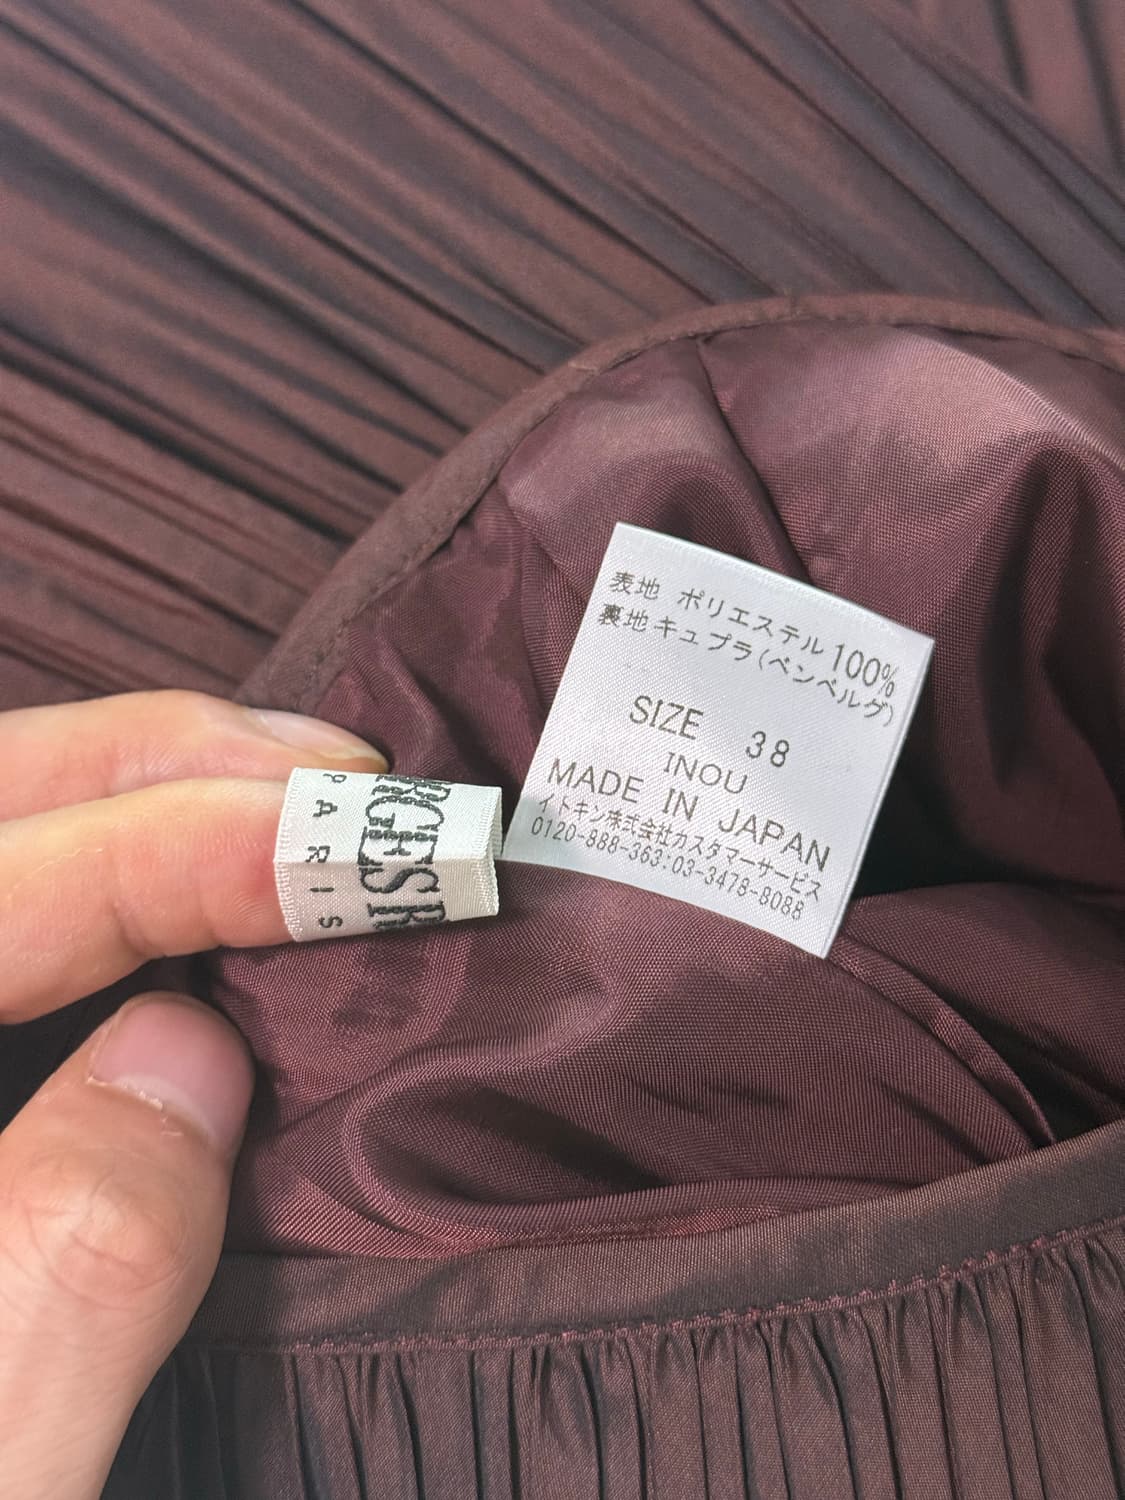 表地 ポリエステル100%
裏地キュプラ(ベンベルグ)
SIZE 38
INOU
MADE IN JAPAN
イトキン株式会社カスタマーサービス
0120-888-363:03-3478-8088
PARIS